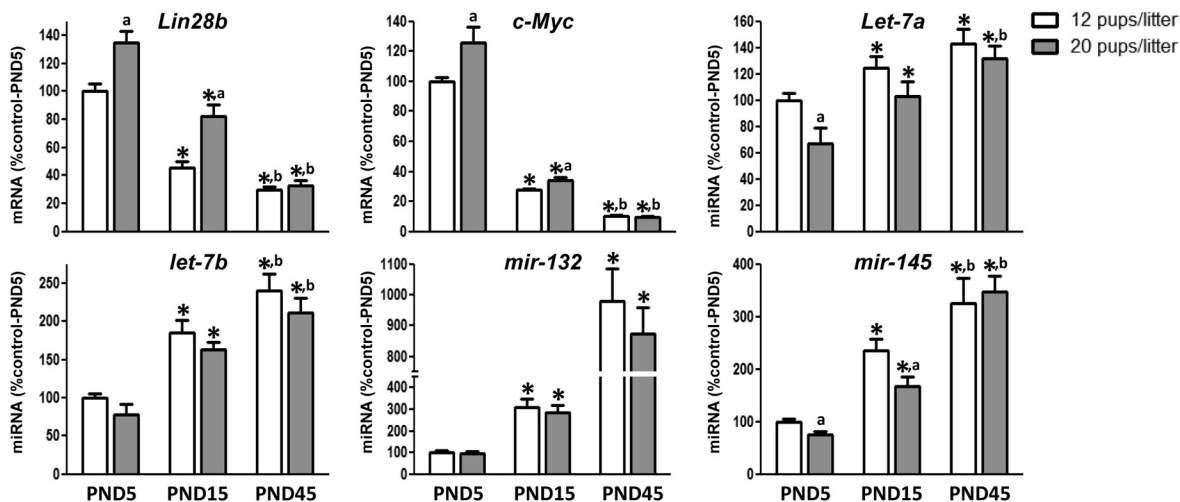 Lin28b
mRNA (%control-PND5)
140
120
100
80
60
40
20
0
a
*
*,a
*,b
*,b
c-Myc
mRNA (%control-PND5)
140
120
100
80
60
40
20
0
a
*
*,a
*,b
*,b
Let-7a
miRNA (%control-PND5)
160
140
120
100
80
60
40
20
0
a
*
*
*
*,b
12 pups/litter
20 pups/litter
let-7b
miRNA (%control-PND5)
250
200
150
100
50
0
*
*
*,b
*,b
PND5 PND15 PND45
mir-132
miRNA (%control-PND5)
1100
1000
900
800
400
300
200
100
0
*
*
*
*
PND5 PND15 PND45
mir-145
miRNA (%control-PND5)
400
300
200
100
0
a
*
*,a
*,b
*,b
PND5 PND15 PND45